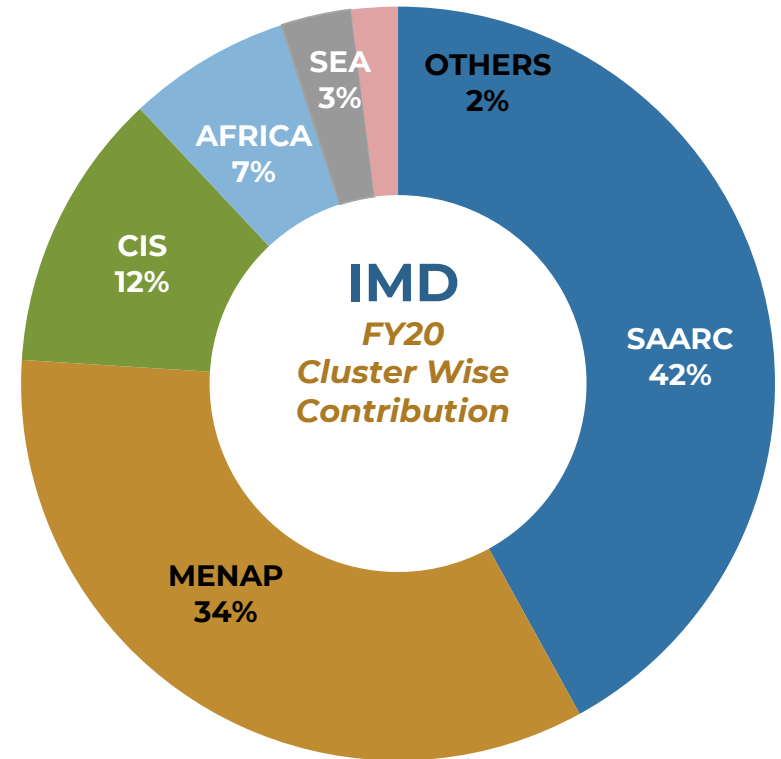 SEA
3%
OTHERS
2%
AFRICA
7%
CIS
12%
IMD
FY20
Cluster Wise
Contribution
SAARC
42%
MENAP
34%